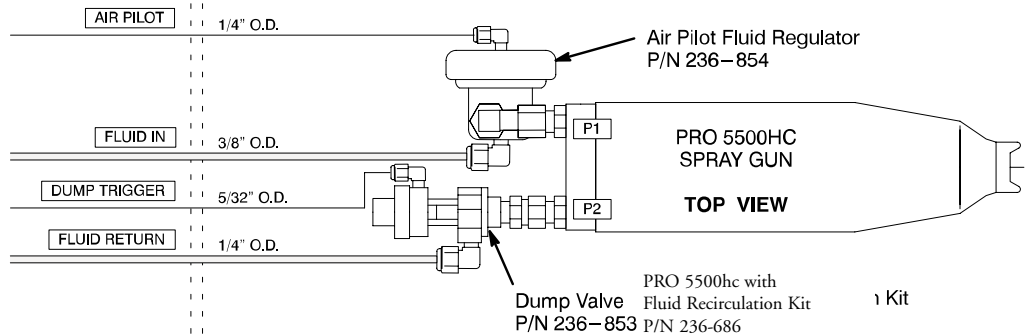 AIR PILOT
1/4" O.D.
Air Pilot Fluid Regulator
P/N 236–854
FLUID IN
3/8" O.D.
P1
PRO 5500HC
SPRAY GUN
DUMP TRIGGER
5/32" O.D.
P2
TOP VIEW
FLUID RETURN
1/4" O.D.
Dump Valve
P/N 236–853
PRO 5500hc with
Fluid Recirculation Kit
P/N 236-686
Kit